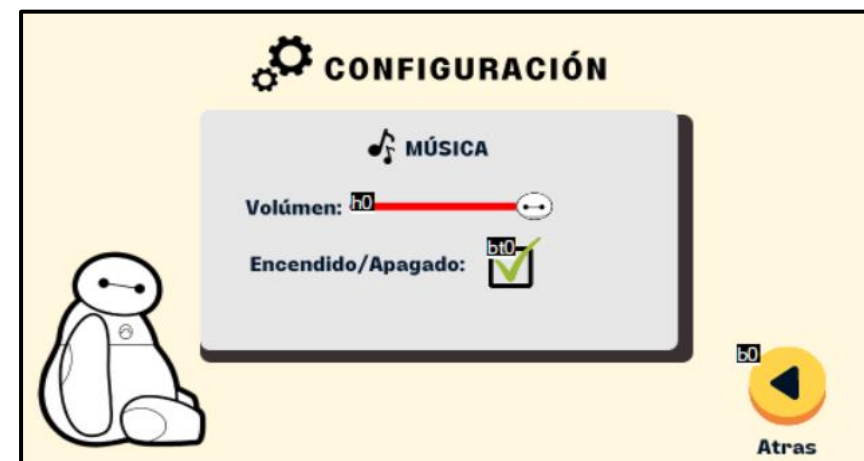 CONFIGURACIÓN
MÚSICA
Volúmen: h0
Encendido/Apagado: bt0
b0
Atras